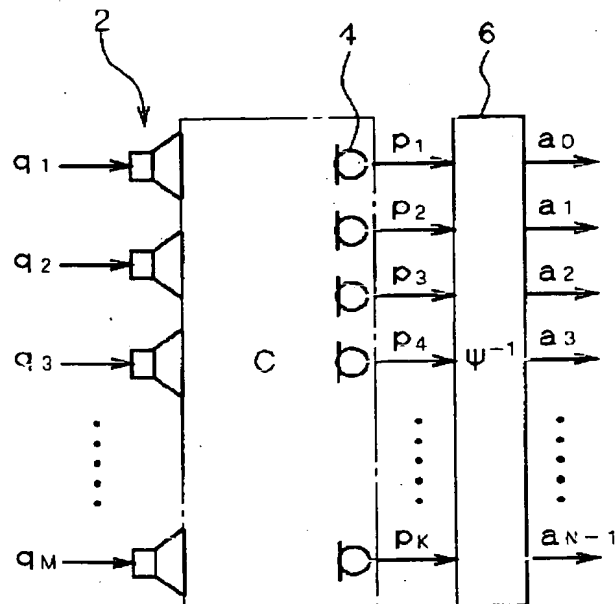 2 4 6
q1 p1 a0
q2 p2 a1
p3 a2
q3 C p4 Ψ⁻¹ a3
qM pK aN-1